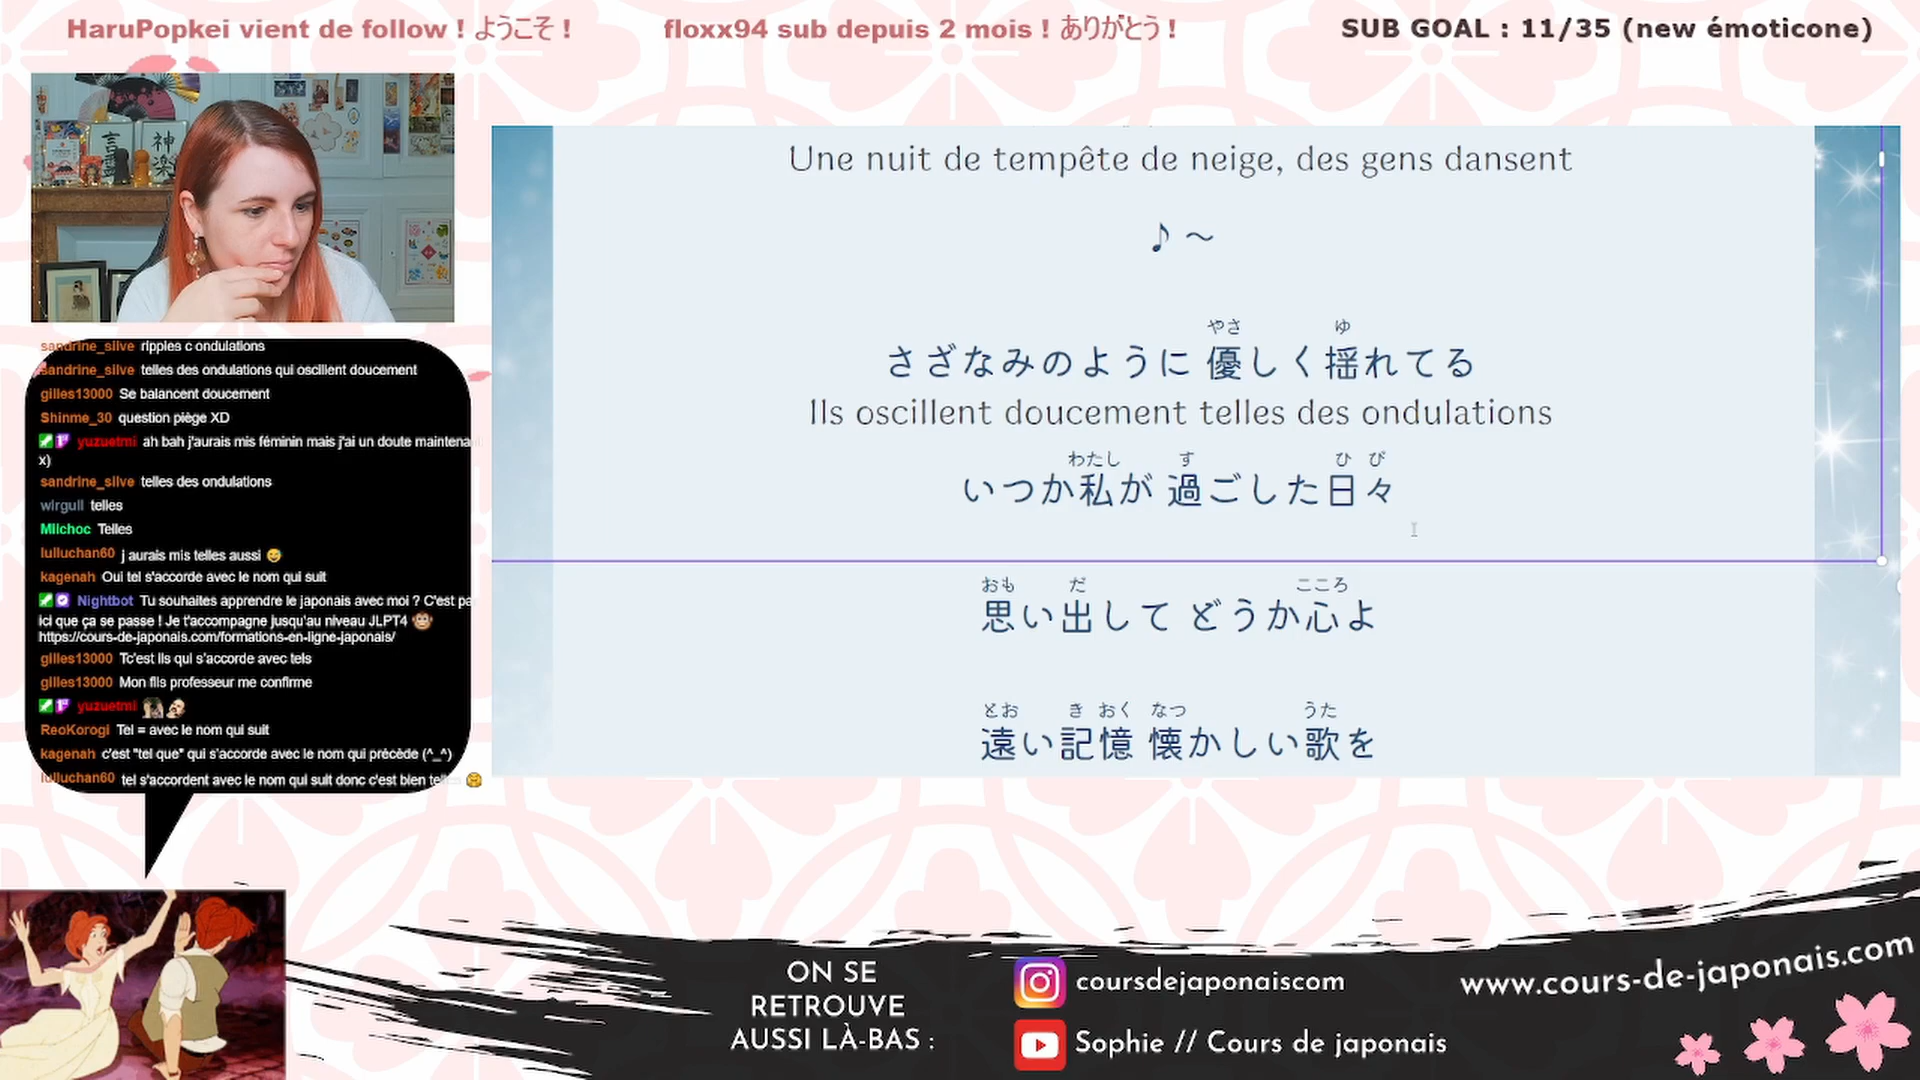 HaruPopkei vient de follow ! ようこそ !
floxx94 sub depuis 2 mois ! ありがとう !
SUB GOAL : 11/35 (new émoticone)
言霊
神楽
Une nuit de tempête de neige, des gens dansent
♪ ～
やさ ゆ
さざなみのように 優しく揺れてる
Ils oscillent doucement telles des ondulations
わたし す ひ び
いつか私が 過ごした日々
おも だ こころ
思い出して どうか心よ
とお き おく なつ うた
遠い記憶 懐かしい歌を
sandrine_silve ripples c ondulations
sandrine_silve telles des ondulations qui oscillent doucement
gilles13000 Se balancent doucement
Shinme_30 question piège XD
yuzuetmi ah bah j'aurais mis féminin mais j'ai un doute maintena
x)
sandrine_silve telles des ondulations
wirgull telles
Milchoc Telles
lulluchan60 j aurais mis telles aussi 😅
kagenah Oui tel s'accorde avec le nom qui suit
Nightbot Tu souhaites apprendre le japonais avec moi ? C'est pa
ici que ça se passe ! Je t'accompagne jusqu'au niveau JLPT4 🐵
https://cours-de-japonais.com/formations-en-ligne-japonais/
gilles13000 Tc'est ils qui s'accorde avec tels
gilles13000 Mon fils professeur me confirme
yuzuetmi
ReoKorogi Tel = avec le nom qui suit
kagenah c'est "tel que" qui s'accorde avec le nom qui précède (^_^)
lulluchan60 tel s'accordent avec le nom qui suit donc c'est bien
ON SE
RETROUVE
AUSSI LÀ-BAS :
coursdejaponaiscom
Sophie // Cours de japonais
www.cours-de-japonais.com